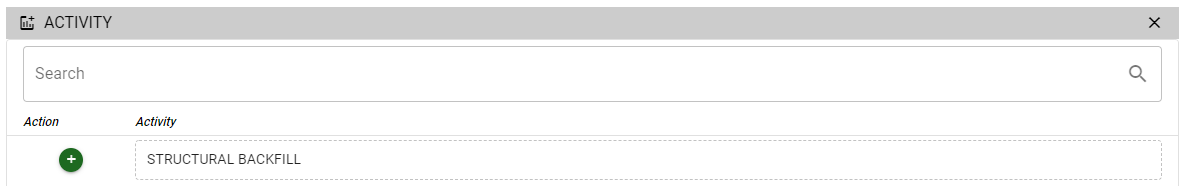 ACTIVITY
Search
Action Activity
STRUCTURAL BACKFILL